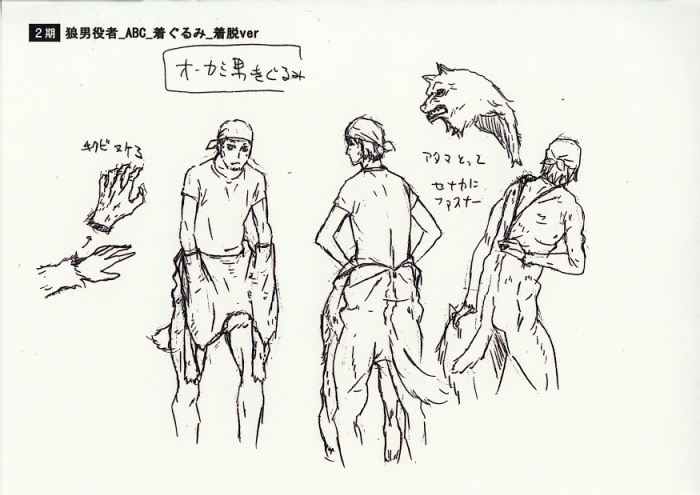 2期 狼男役者_ABC_着ぐるみ_着脱ver
オーカミ男きぐるみ
テクビヌケる
アタマとって
セナカに
ファスナー